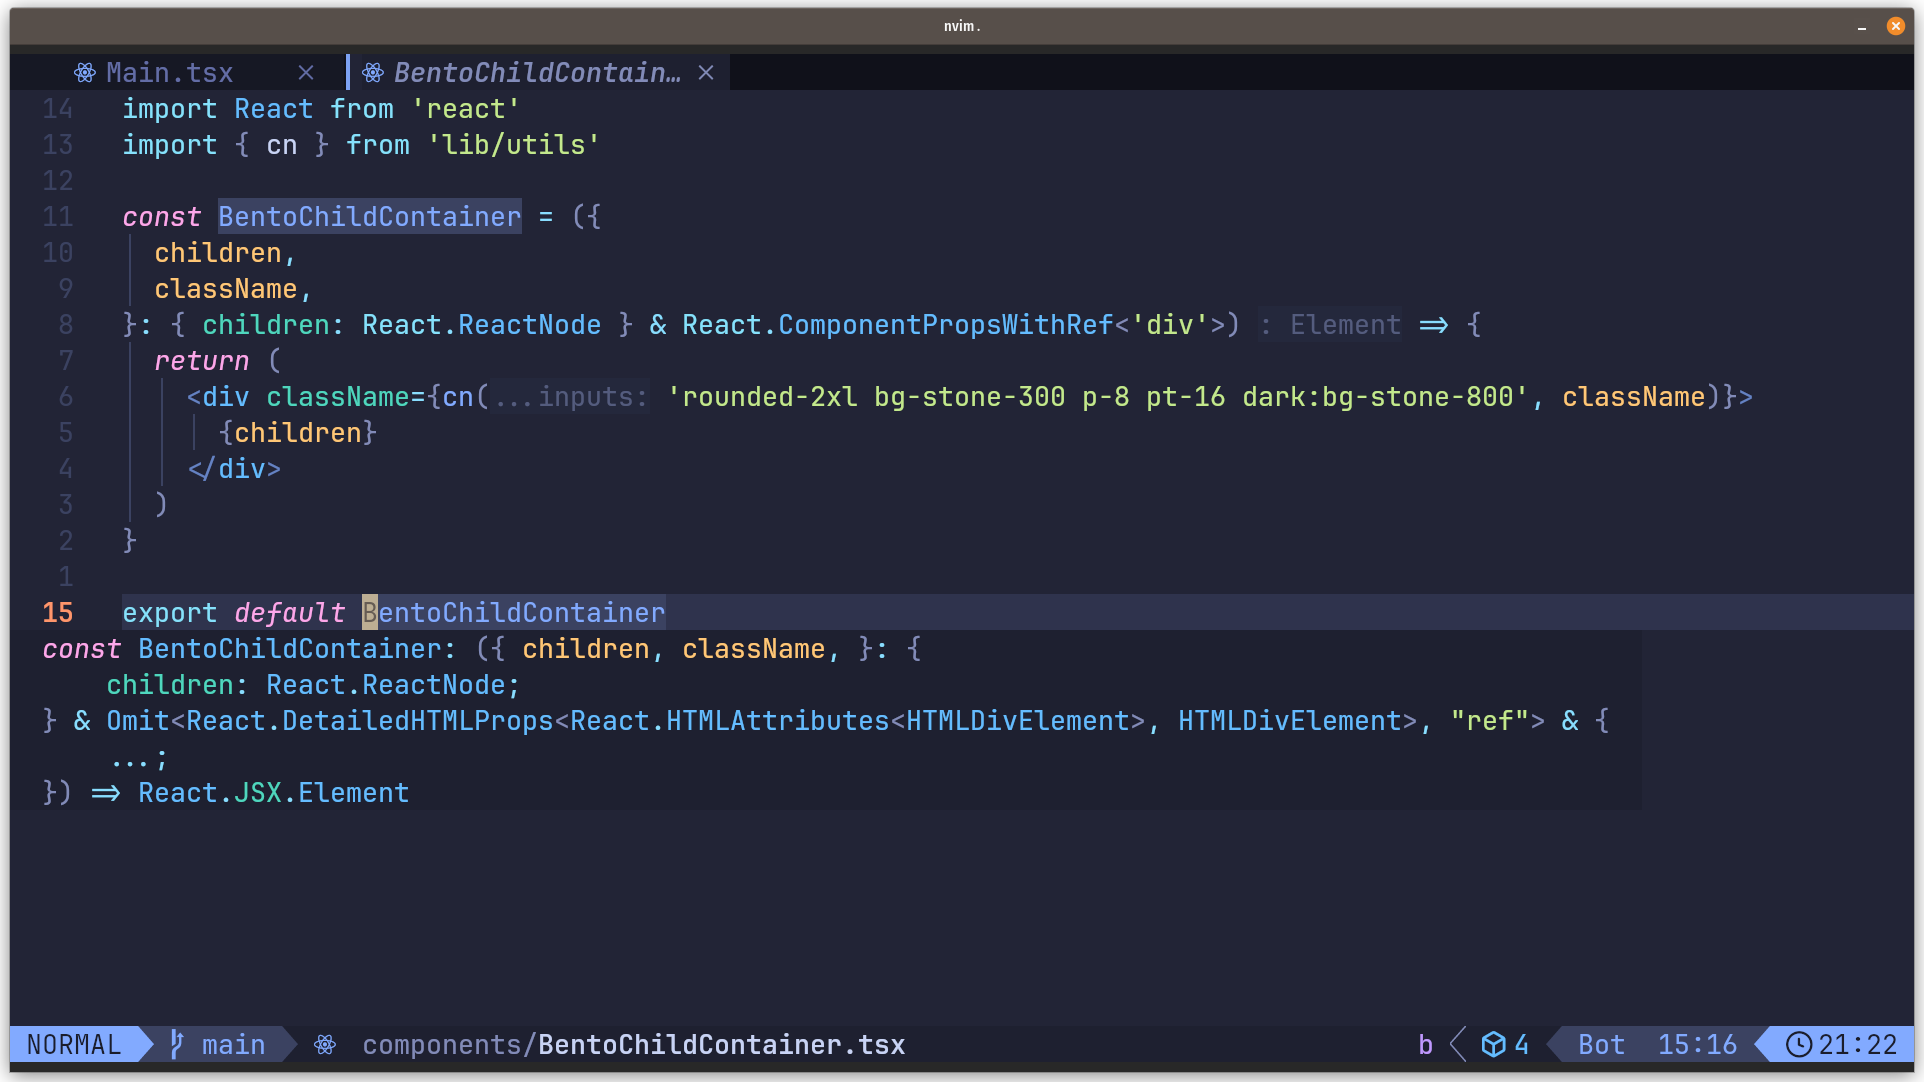 nvim .
Main.tsx BentoChildContain…
14 import React from 'react'
13 import { cn } from 'lib/utils'
12
11 const BentoChildContainer = ({
10 children,
9 className,
8 }: { children: React.ReactNode } & React.ComponentPropsWithRef<'div'>) : Element => {
7 return (
6 <div className={cn(...inputs: 'rounded-2xl bg-stone-300 p-8 pt-16 dark:bg-stone-800', className)}>
5 {children}
4 </div>
3 )
2 }
1
15 export default BentoChildContainer
const BentoChildContainer: ({ children, className, }: {
children: React.ReactNode;
} & Omit<React.DetailedHTMLProps<React.HTMLAttributes<HTMLDivElement>, HTMLDivElement>, "ref"> & {
...;
}) => React.JSX.Element
NORMAL main components/BentoChildContainer.tsx b 4 Bot 15:16 21:22